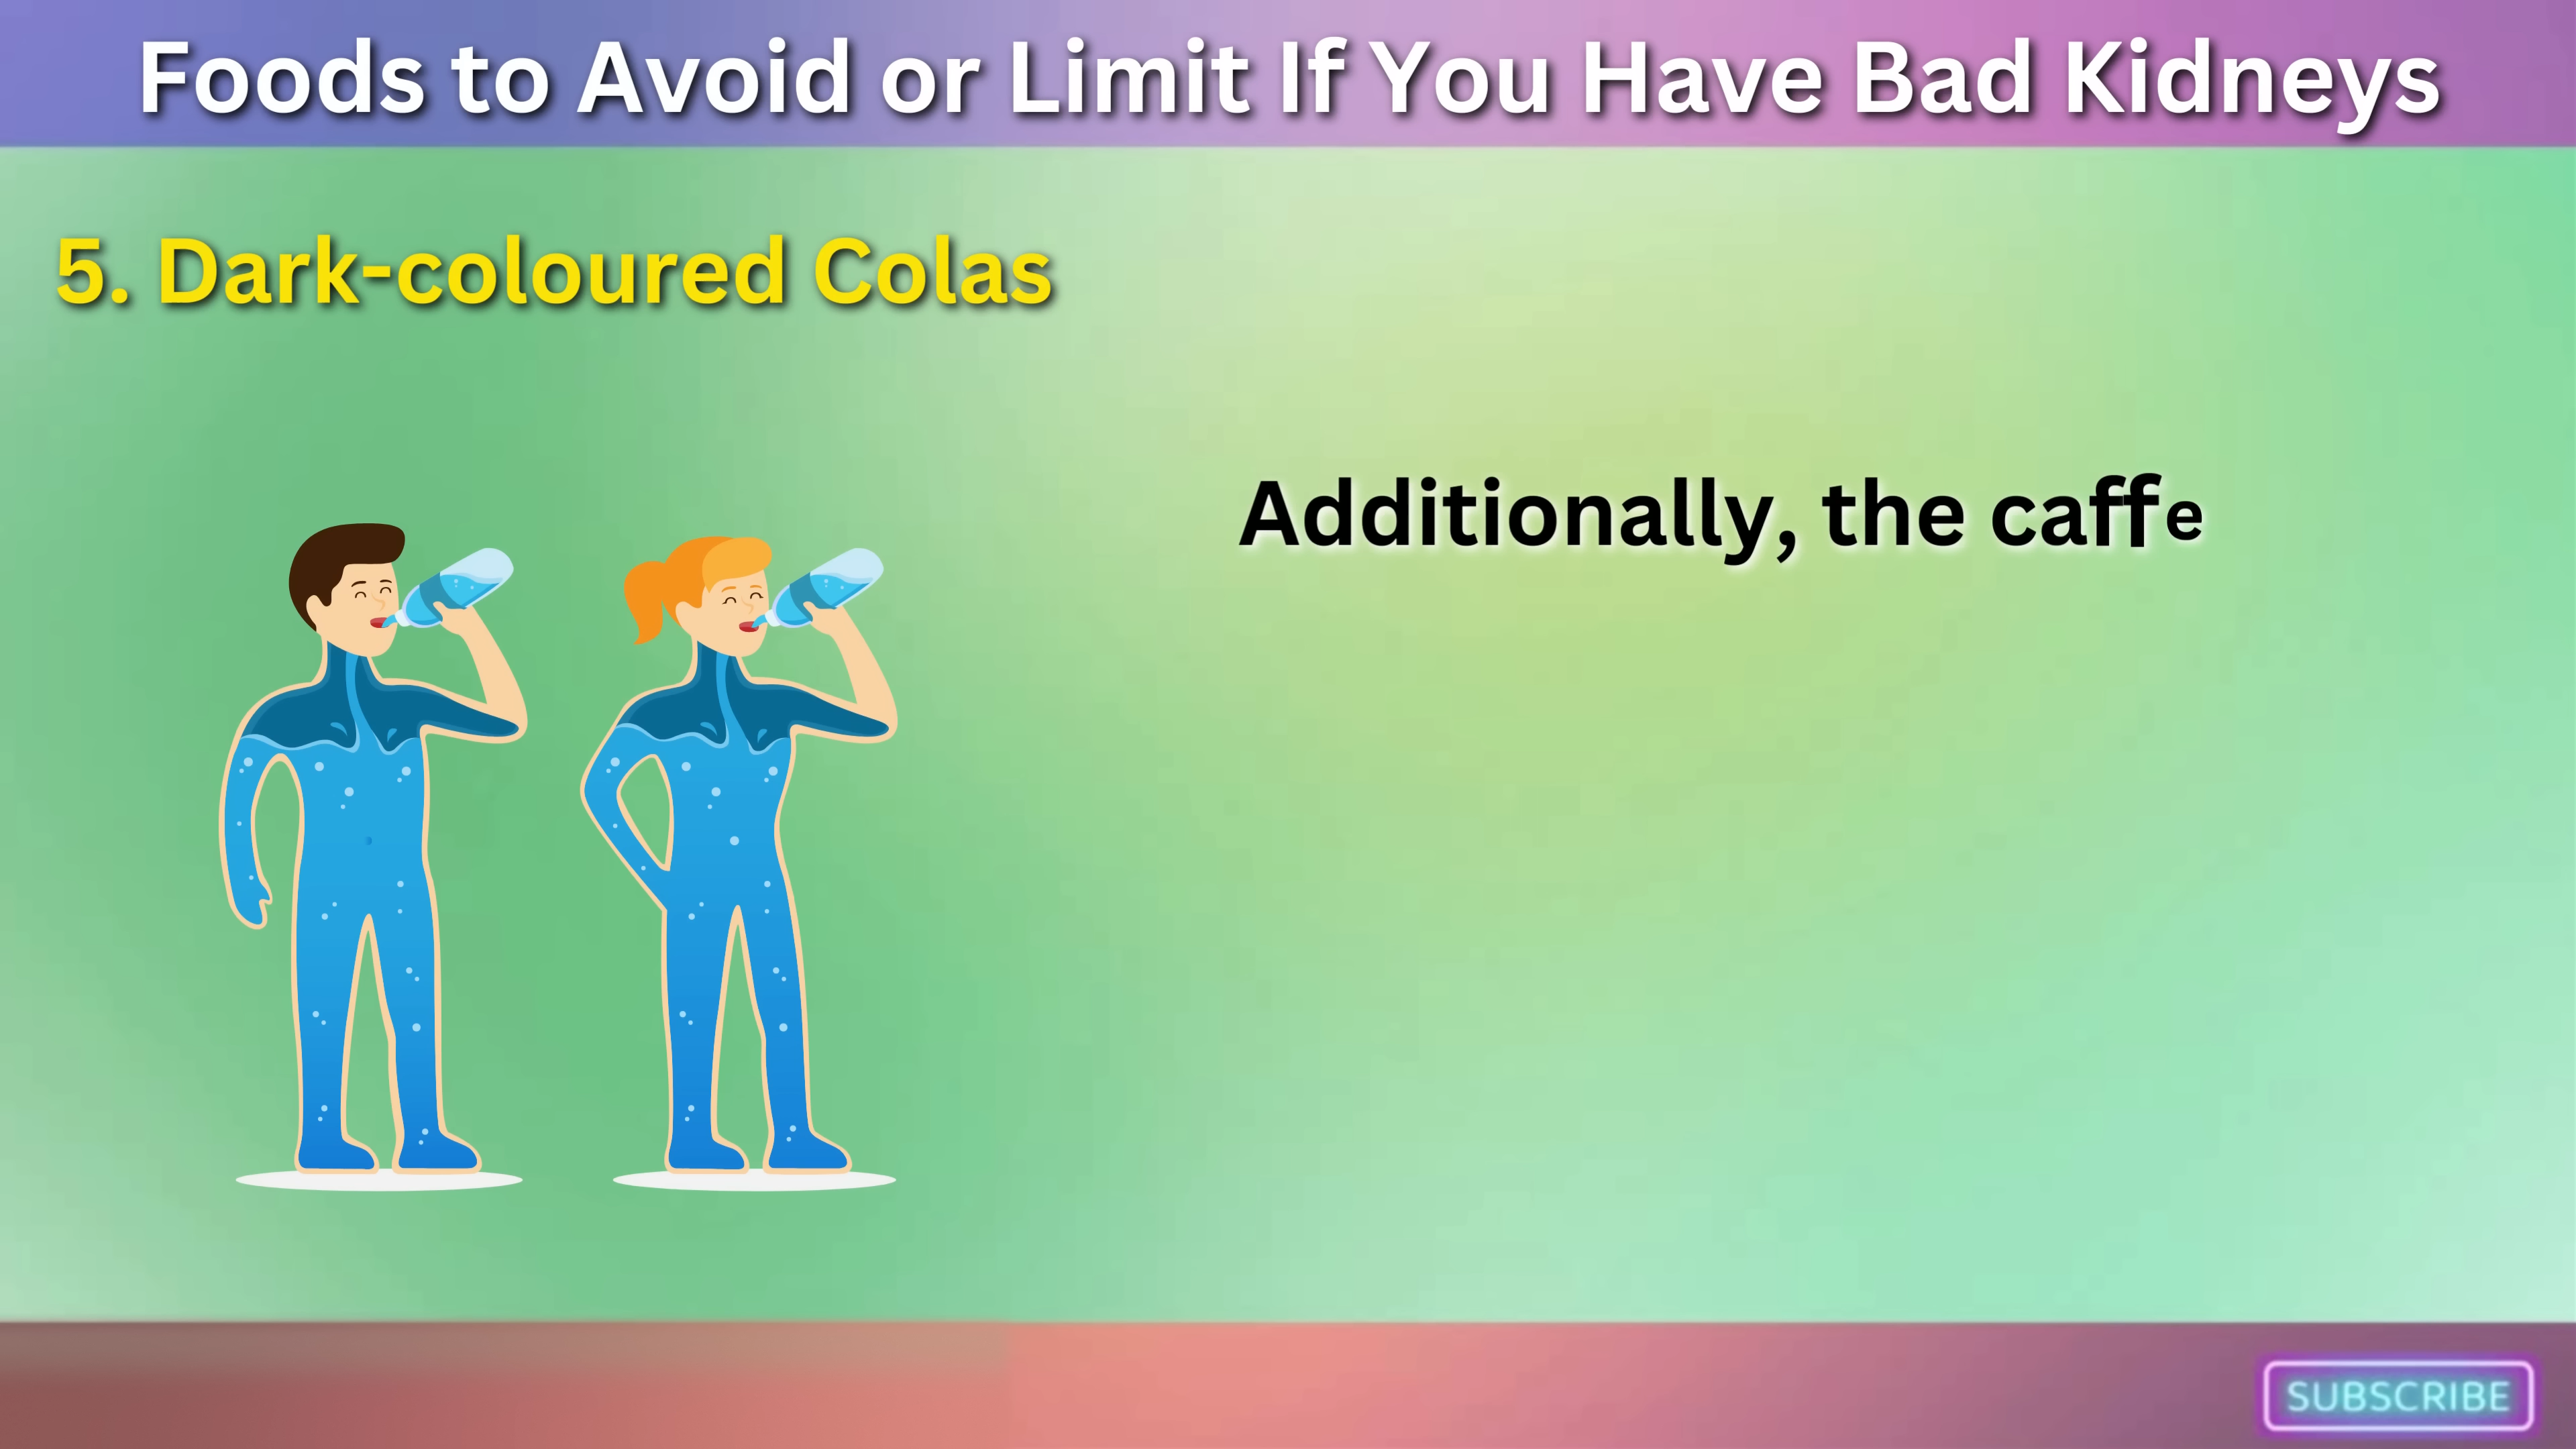 Foods to Avoid or Limit If You Have Bad Kidneys
5. Dark-coloured Colas
Additionally, the caffe
SUBSCRIBE